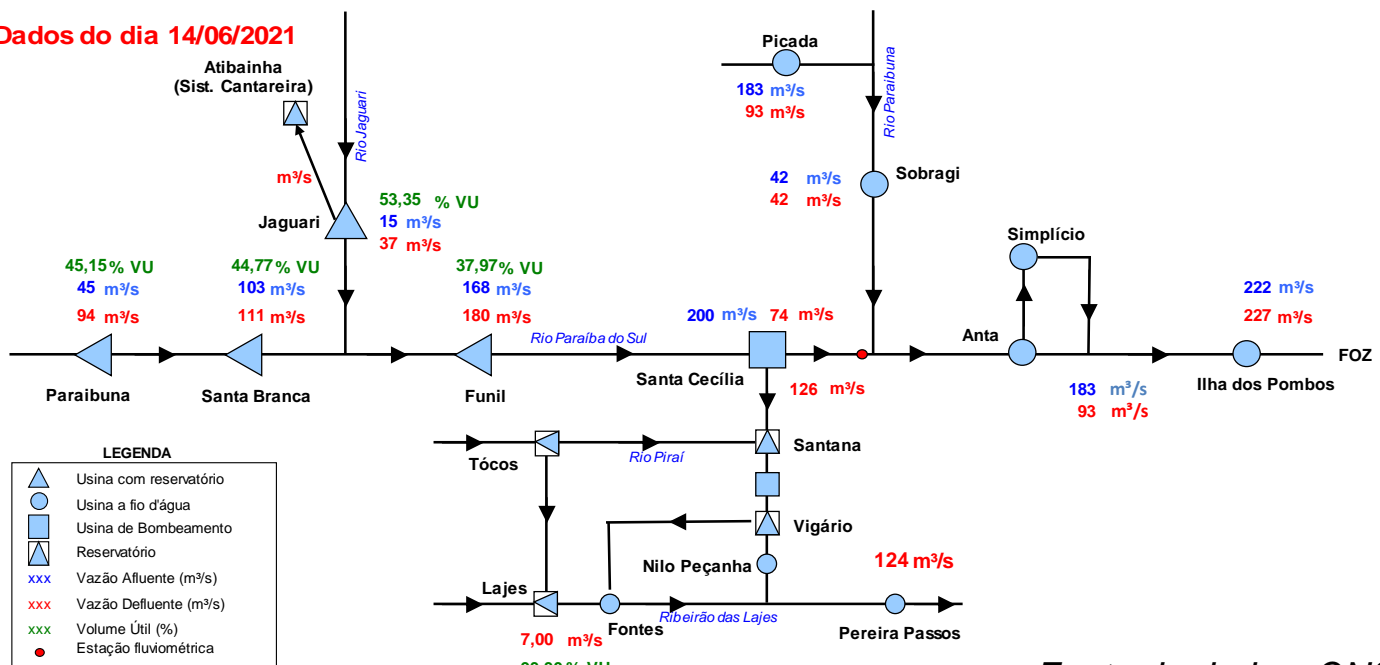 Dados do dia 14/06/2021
Atibainha
(Sist. Cantareira)
Rio Jaguari
m³/s
Jaguari
53,35 % VU
15 m³/s
37 m³/s
Picada
183 m³/s
93 m³/s
Rio Paraibuna
42 m³/s
42 m³/s
Sobragi
Simplício
45,15 % VU
45 m³/s
94 m³/s
Paraibuna
44,77 % VU
103 m³/s
111 m³/s
Santa Branca
37,97 % VU
168 m³/s
180 m³/s
Funil
Rio Paraíba do Sul
200 m³/s 74 m³/s
Santa Cecília
126 m³/s
Anta
183 m³/s
93 m³/s
222 m³/s
227 m³/s
Ilha dos Pombos
FOZ
Tócos
Rio Piraí
Santana
Vigário
Nilo Peçanha
124 m³/s
Lajes
7,00 m³/s
Fontes
Ribeirão das Lajes
Pereira Passos
LEGENDA
Usina com reservatório
Usina a fio d'água
Usina de Bombeamento
Reservatório
xxx Vazão Afluente (m³/s)
xxx Vazão Defluente (m³/s)
xxx Volume Útil (%)
Estação fluviométrica